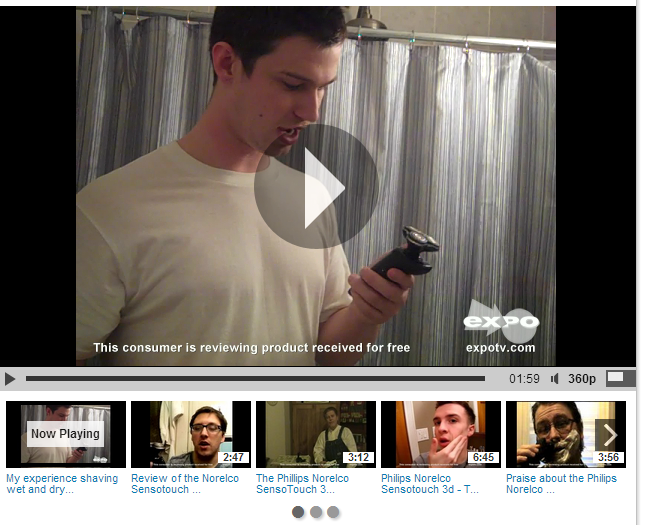 expo
This consumer is reviewing product received for free
expotv.com
01:59
360p
Now Playing
2:47
3:12
6:45
3:56
My experience shaving
wet and dry...
Review of the Norelco
Sensotouch ...
The Phillips Norelco
SensoTouch 3...
Philips Norelco
Sensotouch 3d - T...
Praise about the Philips
Norelco ...